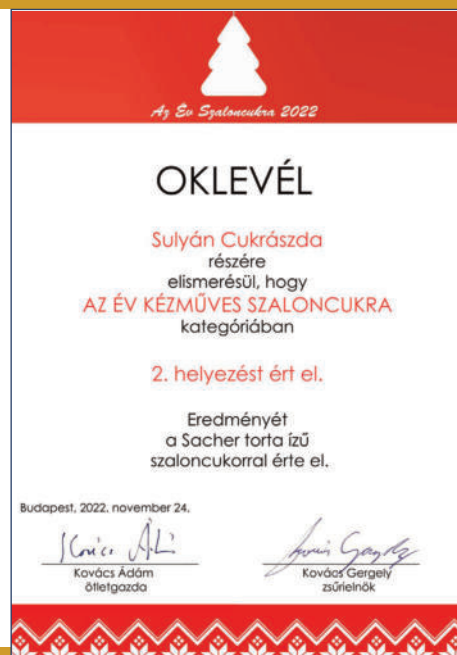 Az Év Szaloncukra 2022
OKLEVÉL
Sulyán Cukrászda
részére
elismerésül, hogy
AZ ÉV KÉZMŰVES SZALONCUKRA
kategóriában
2. helyezést ért el.
Eredményét
a Sacher torta ízű
szaloncukorral érte el.
Budapest, 2022. november 24.
Kovács Ádám
ötletgazda
Kovács Gergely
zsűrielnök